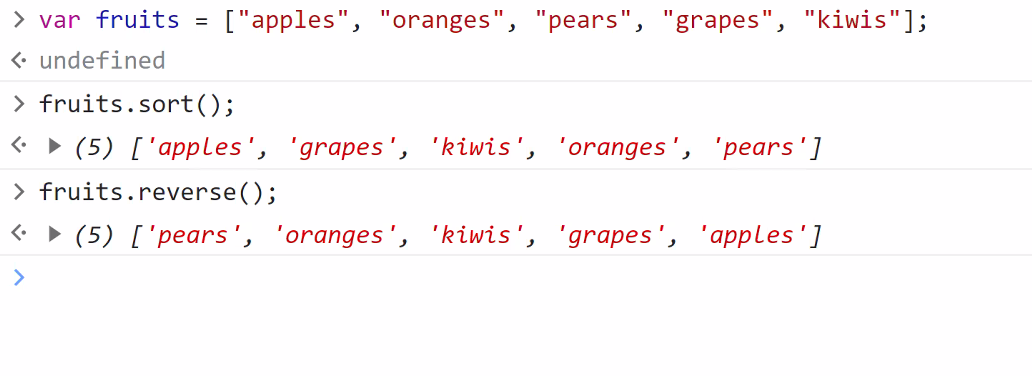 > var fruits = ["apples", "oranges", "pears", "grapes", "kiwis"];
undefined
> fruits.sort();
(5) ['apples', 'grapes', 'kiwis', 'oranges', 'pears']
> fruits.reverse();
(5) ['pears', 'oranges', 'kiwis', 'grapes', 'apples']
>